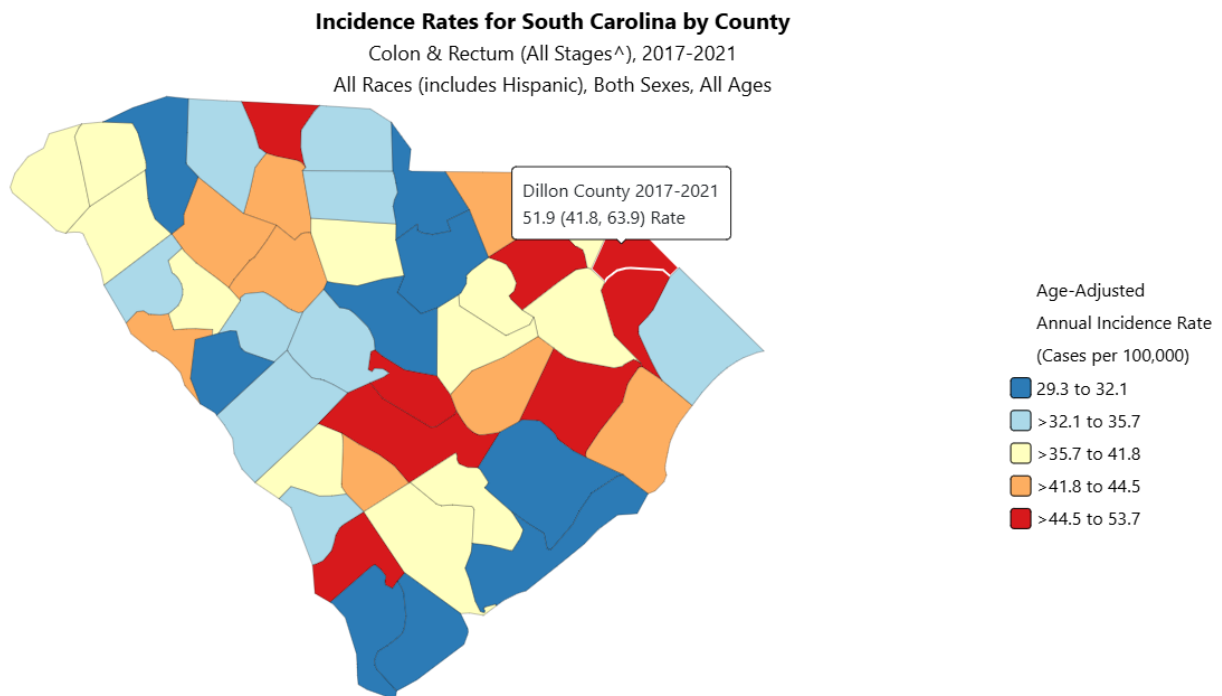 Incidence Rates for South Carolina by County
Colon & Rectum (All Stages^), 2017-2021
All Races (includes Hispanic), Both Sexes, All Ages
Dillon County 2017-2021
51.9 (41.8, 63.9) Rate
Age-Adjusted
Annual Incidence Rate
(Cases per 100,000)
29.3 to 32.1
>32.1 to 35.7
>35.7 to 41.8
>41.8 to 44.5
>44.5 to 53.7